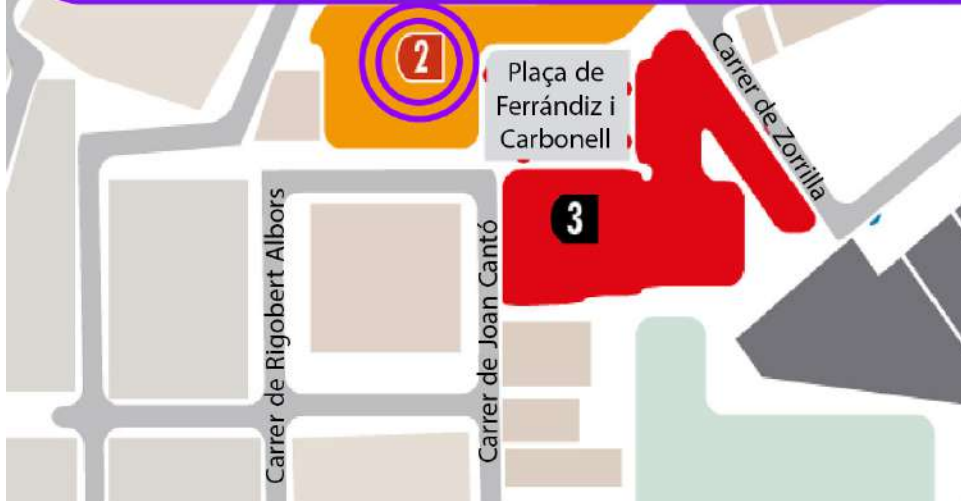 2
Plaça de
Ferrándiz i
Carbonell
Carrer de Zorrilla
3
Carrer de Rigobert Albors
Carrer de Joan Cantó